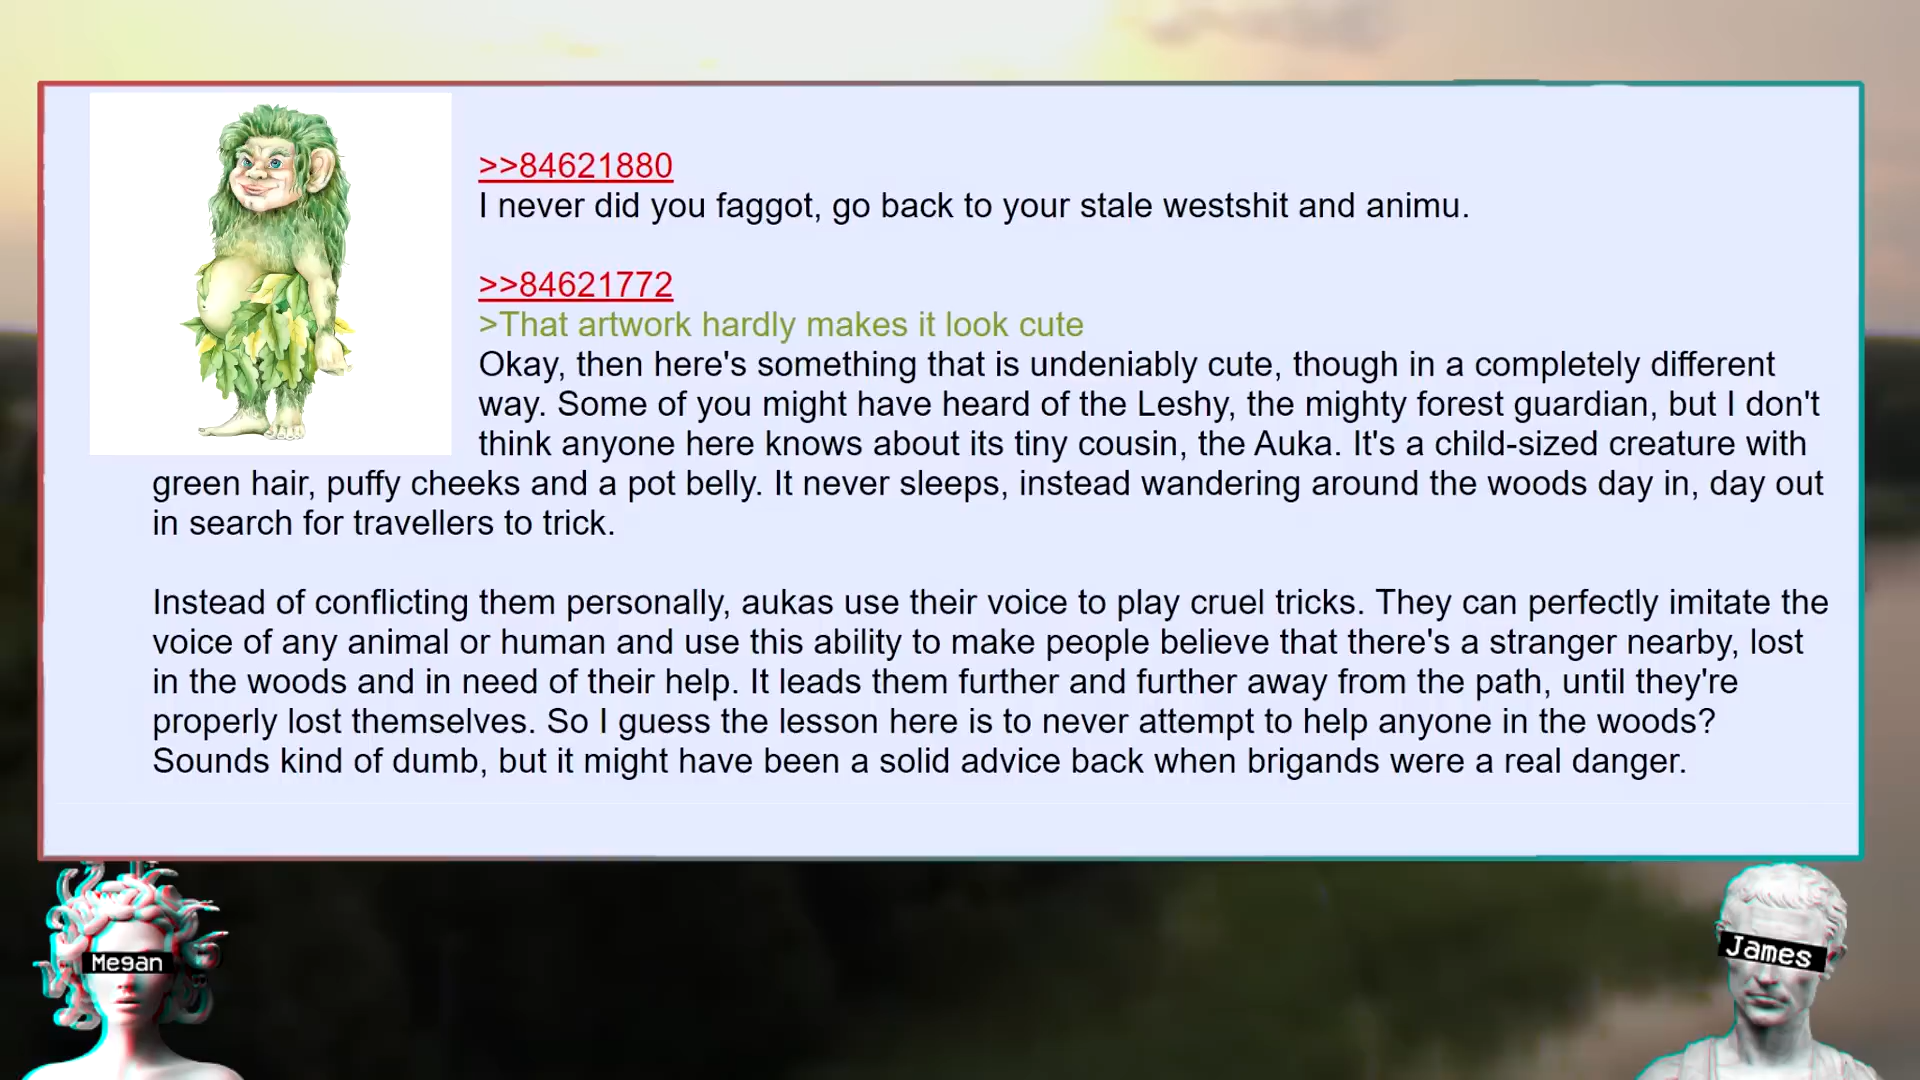 >>84621880
I never did you faggot, go back to your stale westshit and animu.
>>84621772
>That artwork hardly makes it look cute
Okay, then here's something that is undeniably cute, though in a completely different
way. Some of you might have heard of the Leshy, the mighty forest guardian, but I don't
think anyone here knows about its tiny cousin, the Auka. It's a child-sized creature with
green hair, puffy cheeks and a pot belly. It never sleeps, instead wandering around the woods day in, day out
in search for travellers to trick.
Instead of conflicting them personally, aukas use their voice to play cruel tricks. They can perfectly imitate the
voice of any animal or human and use this ability to make people believe that there's a stranger nearby, lost
in the woods and in need of their help. It leads them further and further away from the path, until they're
properly lost themselves. So I guess the lesson here is to never attempt to help anyone in the woods?
Sounds kind of dumb, but it might have been a solid advice back when brigands were a real danger.
Megan
James